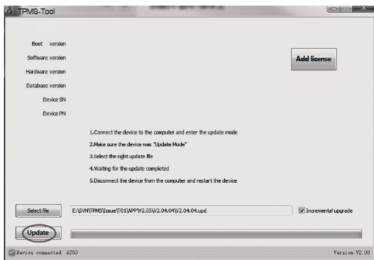 TPMS-Tool
Boot version
Software version
Hardware version
Database version
Device SN
Device PN
Add license
1.Connect the device to the computer and enter the update mode
2.Make sure the device was "Update Mode"
3.Select the right update file
4.Waiting for the update completed
5.Disconnect the device from the computer and restart the device
Select file
Incremental upgrade
Update
Device connected
Version:V2.00